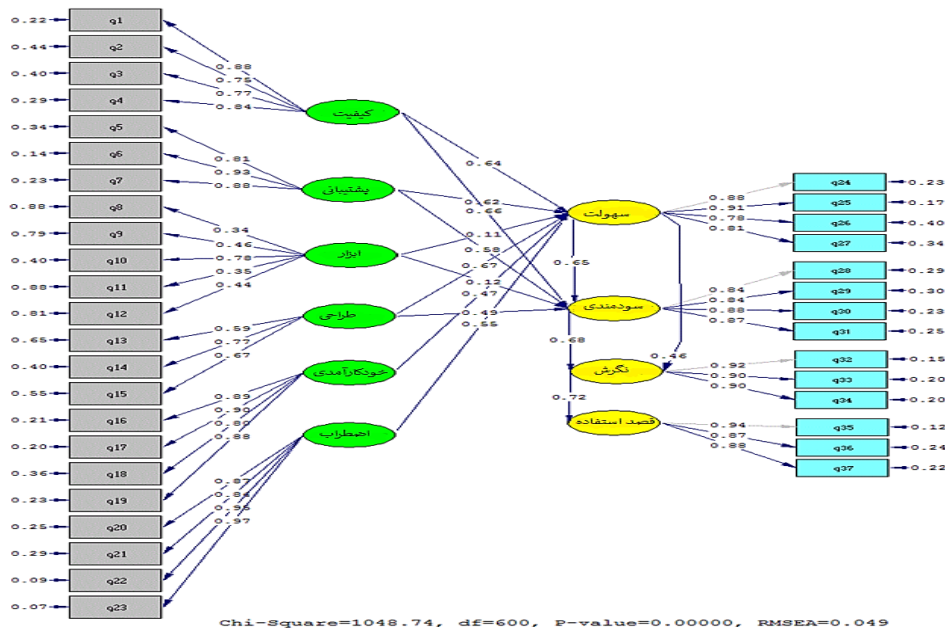 0.22 q1
0.44 q2
0.40 q3
0.29 q4
0.34 q5
0.14 q6
0.23 q7
0.88 q8
0.79 q9
0.40 q10
0.88 q11
0.81 q12
0.65 q13
0.40 q14
0.55 q15
0.21 q16
0.20 q17
0.36 q18
0.23 q19
0.25 q20
0.29 q21
0.09 q22
0.07 q23
0.88
0.75
0.77
0.84
0.81
0.93
0.88
0.34
0.46
0.78
0.35
0.44
0.59
0.77
0.67
0.89
0.90
0.80
0.88
0.87
0.84
0.95
0.97
کیفیت
پشتیبانی
ابزار
طراحی
خودکارآمدی
اضطراب
0.64
0.62
0.66
0.11
0.58
0.67
0.12
0.47
0.49
0.55
سهولت
0.65
سودمندی
0.68
0.46
نگرش
0.72
قصد استفاده
0.88
0.91
0.78
0.81
0.84
0.84
0.88
0.87
0.92
0.90
0.90
0.94
0.87
0.88
q24 0.23
q25 0.17
q26 0.40
q27 0.34
q28 0.29
q29 0.30
q30 0.23
q31 0.25
q32 0.15
q33 0.20
q34 0.20
q35 0.12
q36 0.24
q37 0.22
Chi-Square=1048.74, df=600, P-value=0.00000, RMSEA=0.049